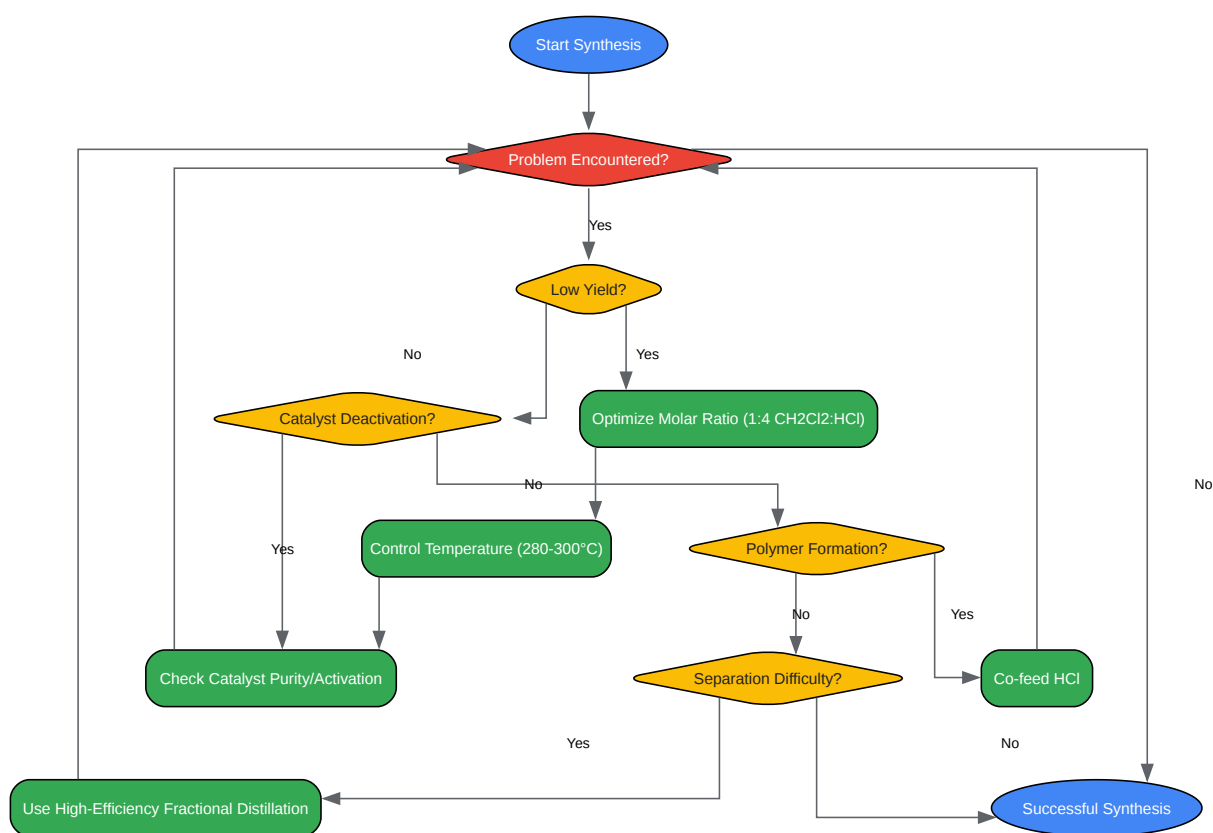 Start Synthesis
Problem Encountered?
Yes
Low Yield?
No
Yes
Catalyst Deactivation?
Optimize Molar Ratio (1:4 CH2Cl2:HCl)
No
No
Control Temperature (280-300°C)
Polymer Formation?
Yes
No
Yes
Check Catalyst Purity/Activation
Separation Difficulty?
Co-feed HCl
Yes
No
Use High-Efficiency Fractional Distillation
Successful Synthesis